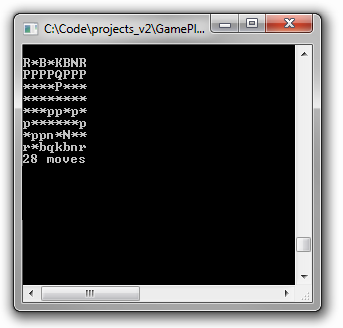 C:\Code\projects_v2\GamePl...
R*B*KBNR
PPPPQPPP
****P***
********
***pp*p*
p******p
*ppn*N**
r*bqkbnr
28 moves